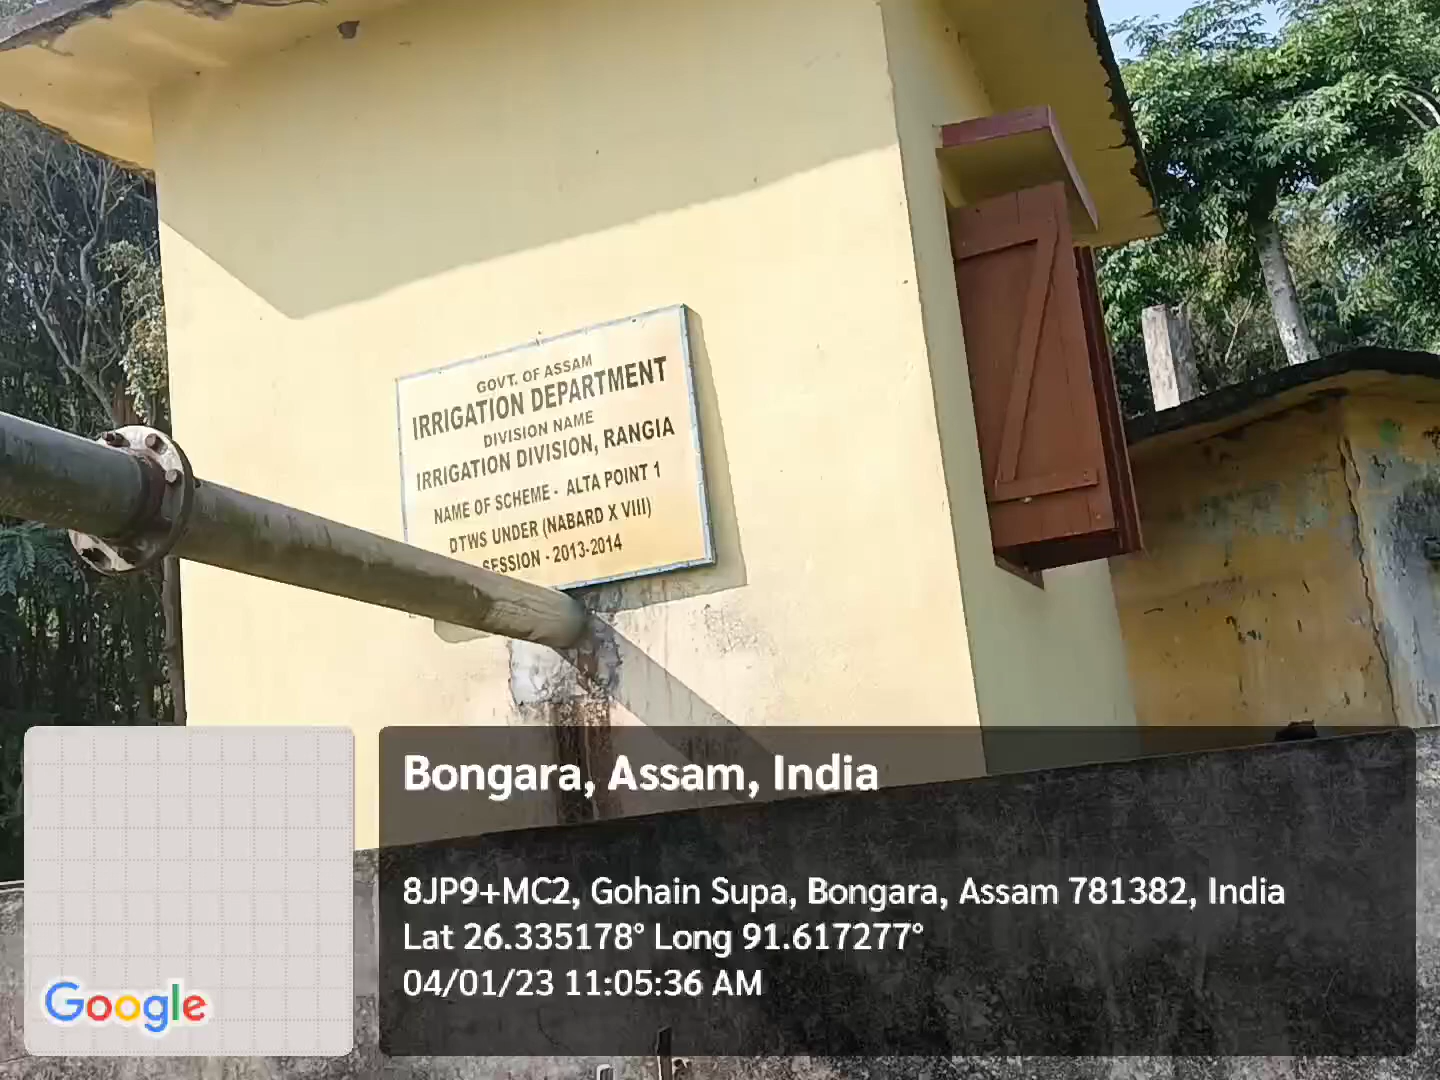 GOVT. OF ASSAM
IRRIGATION DEPARTMENT
DIVISION NAME
IRRIGATION DIVISION, RANGIA
NAME OF SCHEME - ALTA POINT 1
DTWS UNDER (NABARD X VIII)
SESSION - 2013-2014
Bongara, Assam, India
8JP9+MC2, Gohain Supa, Bongara, Assam 781382, India
Lat 26.335178° Long 91.617277°
04/01/23 11:05:36 AM
Google